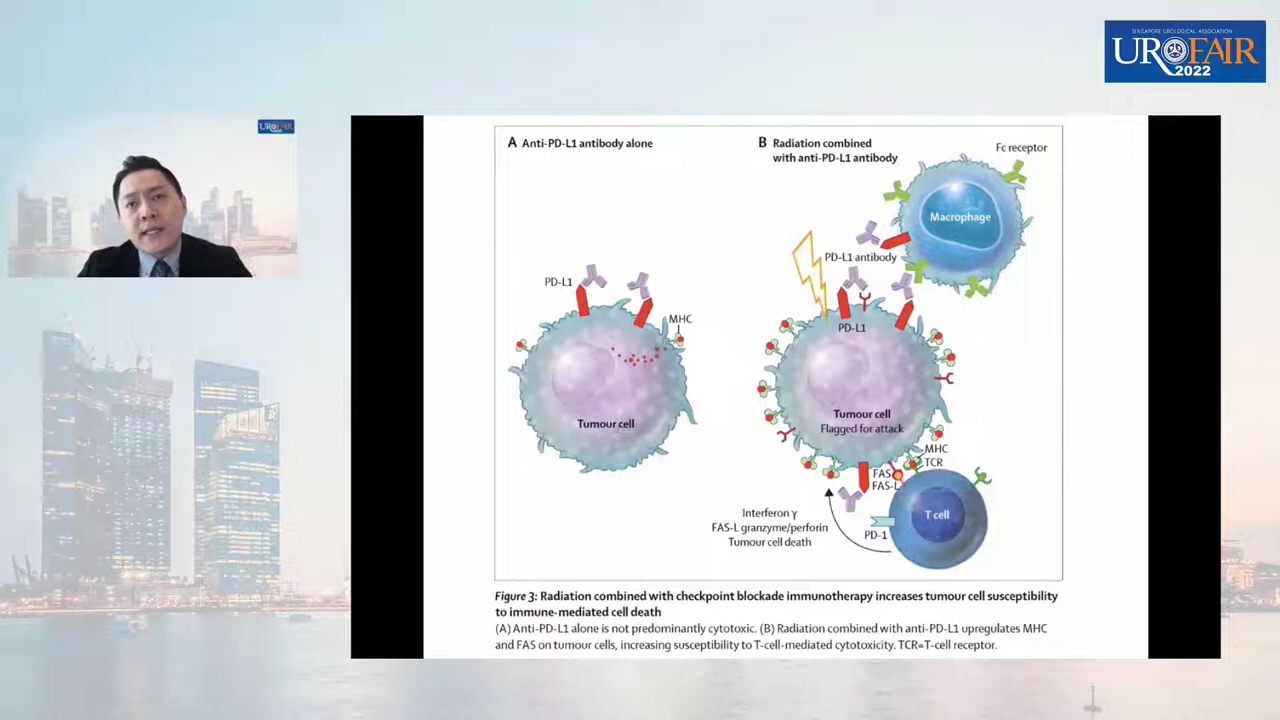 SINGAPORE UROLOGICAL ASSOCIATION
UROFAIR
2022
UROFAIR
A Anti-PD-L1 antibody alone
B Radiation combined
with anti-PD-L1 antibody
Fc receptor
Macrophage
PD-L1 antibody
PD-L1
MHC
PD-L1
Tumour cell
Tumour cell
Flagged for attack
MHC
TCR
FAS
FAS-L
T cell
PD-1
Interferon γ
FAS-L granzyme/perforin
Tumour cell death
Figure 3: Radiation combined with checkpoint blockade immunotherapy increases tumour cell susceptibility
to immune-mediated cell death
(A) Anti-PD-L1 alone is not predominantly cytotoxic. (B) Radiation combined with anti-PD-L1 upregulates MHC
and FAS on tumour cells, increasing susceptibility to T-cell-mediated cytotoxicity. TCR=T-cell receptor.